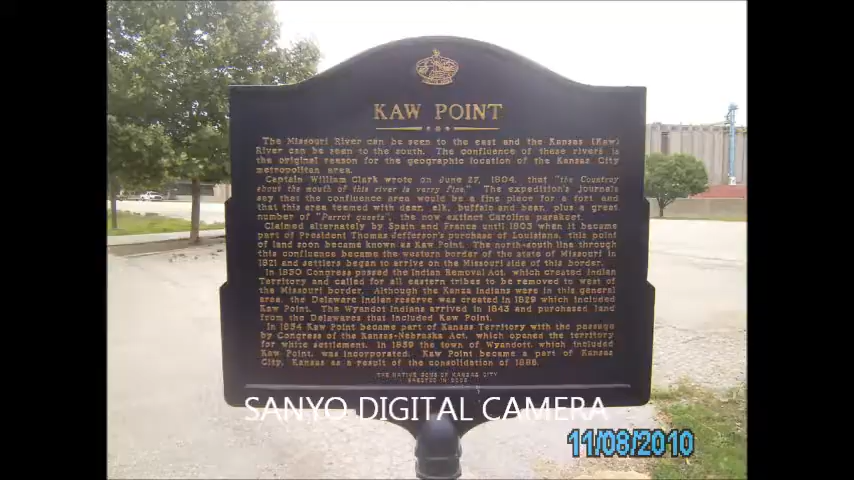 KAW POINT
The Missouri River can be seen to the east and the Kansas (Kaw)
River can be seen to the south. The confluence of these rivers is
the original reason for the geographic location of the Kansas City
metropolitan area.
Captain William Clark wrote on June 27, 1804, that "the Countrey
about the mouth of this river is verry fine." The expedition's journals
say that the confluence area would be a fine place for a fort and
that this area teemed with deer, elk, buffalo and bear, plus a great
number of "Parrot quests", the now extinct Carolina parakeet.
Claimed alternately by Spain and France until 1803 when it became
part of President Thomas Jefferson's purchase of Louisiana, this point
of land soon became known as Kaw Point. The north-south line through
this confluence became the western border of the state of Missouri in
1821 and settlers began to arrive on the Missouri side of this border.
In 1830 Congress passed the Indian Removal Act, which created Indian
Territory and called for all eastern tribes to be removed to west of
the Missouri border. Although the Kanza Indians were in this general
area, the Delaware Indian reserve was created in 1829 which included
Kaw Point. The Wyandot Indians arrived in 1843 and purchased land
from the Delawares that included Kaw Point.
In 1854 Kaw Point became part of Kansas Territory with the passage
by Congress of the Kansas-Nebraska Act, which opened the territory
for white settlement. In 1859 the town of Wyandott, which included
Kaw Point, was incorporated. Kaw Point became a part of Kansas
City, Kansas as a result of the consolidation of 1886.
THE NATIVE SONS OF KANSAS CITY
ERECTED IN
SANYO DIGITAL CAMERA
11/08/2010